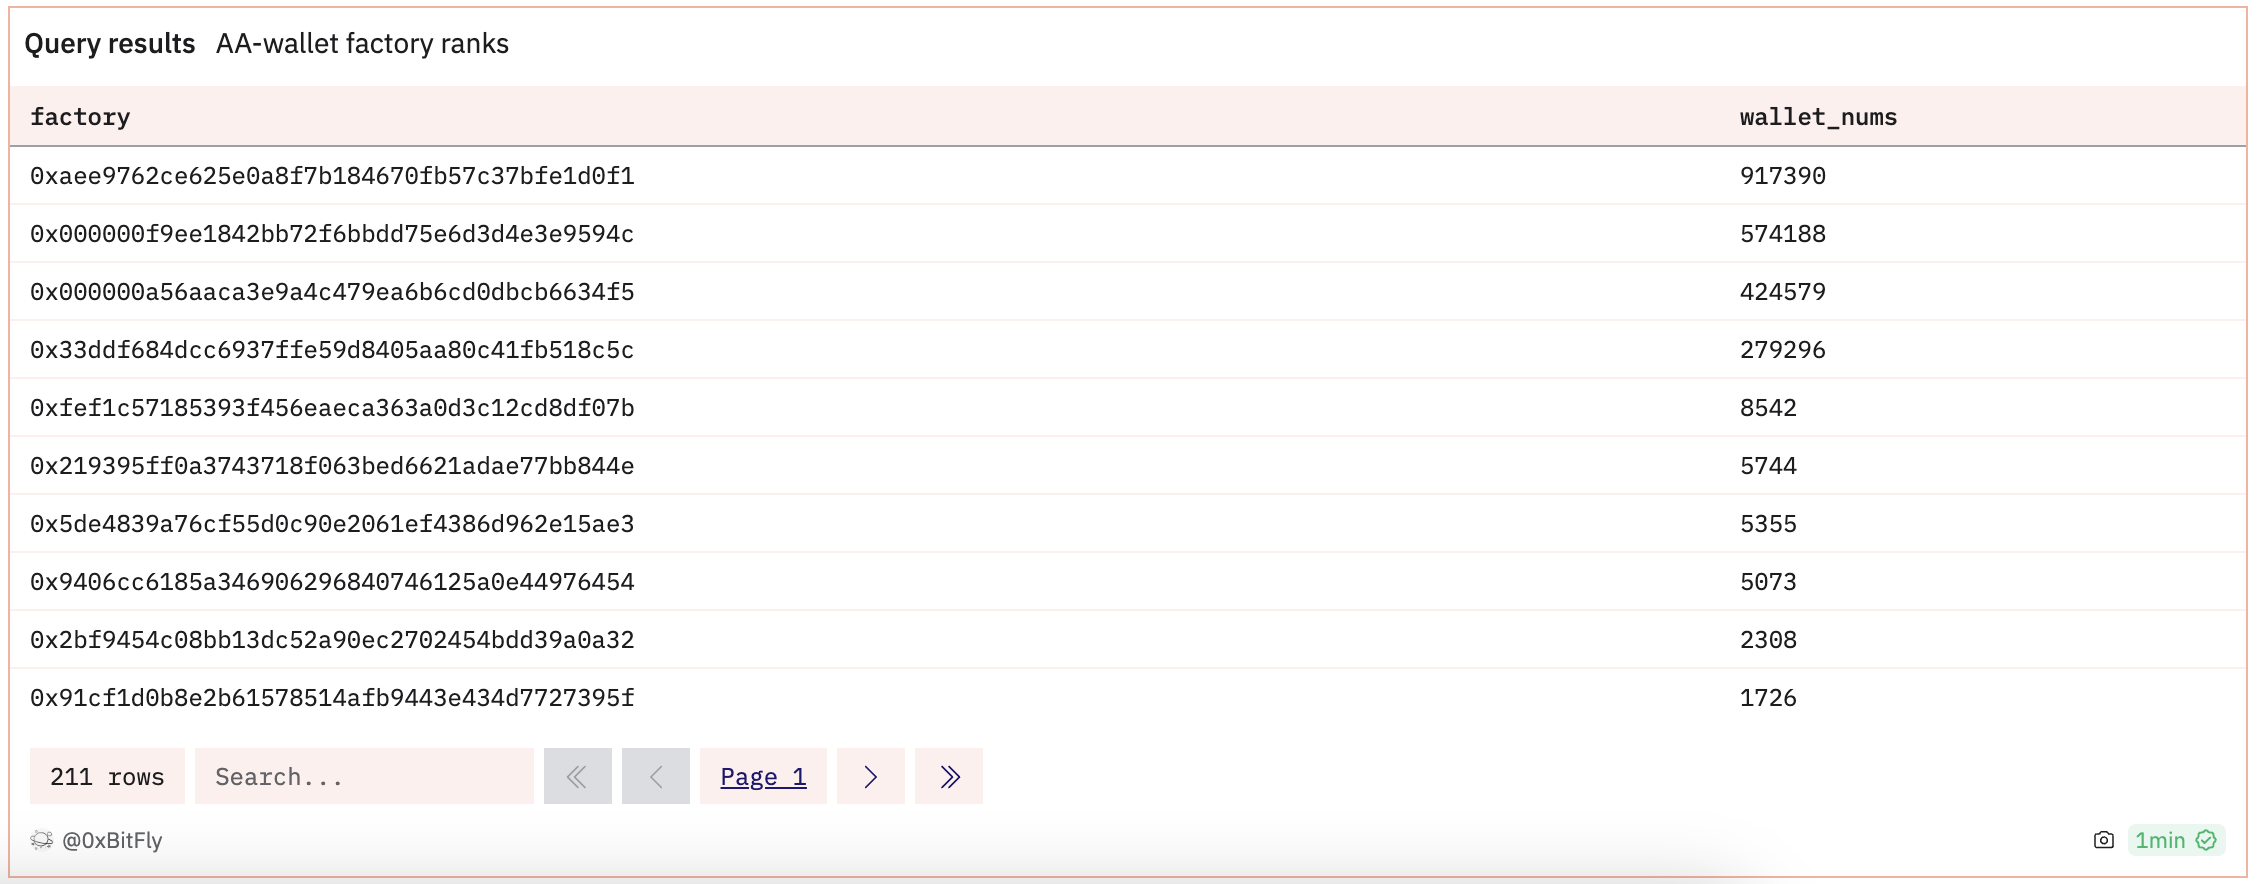 Query results AA-wallet factory ranks
factory wallet_nums
0xaee9762ce625e0a8f7b184670fb57c37bfe1d0f1 917390
0x000000f9ee1842bb72f6bbdd75e6d3d4e3e9594c 574188
0x000000a56aaca3e9a4c479ea6b6cd0dbcb6634f5 424579
0x33ddf684dcc6937ffe59d8405aa80c41fb518c5c 279296
0xfef1c57185393f456eaeca363a0d3c12cd8df07b 8542
0x219395ff0a3743718f063bed6621adae77bb844e 5744
0x5de4839a76cf55d0c90e2061ef4386d962e15ae3 5355
0x9406cc6185a346906296840746125a0e44976454 5073
0x2bf9454c08bb13dc52a90ec2702454bdd39a0a32 2308
0x91cf1d0b8e2b61578514afb9443e434d7727395f 1726
211 rows Search... Page 1
@0xBitFly 1min